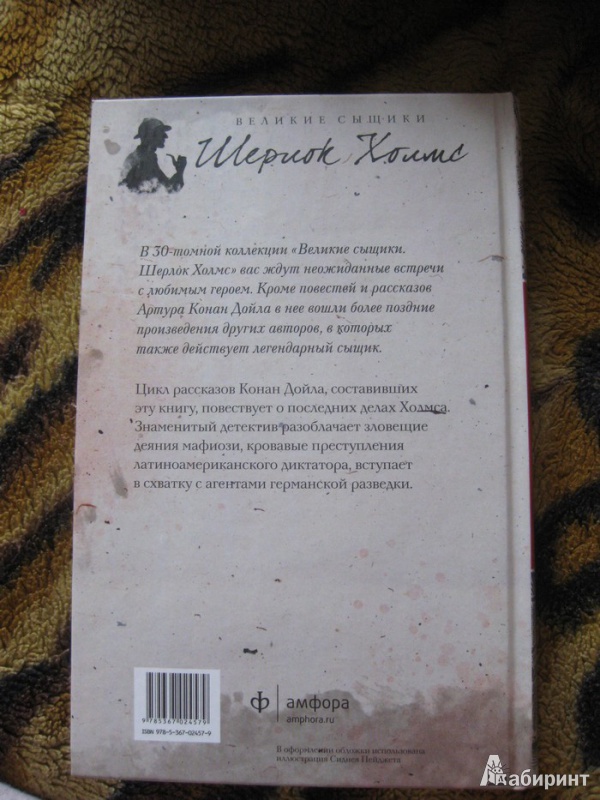 ВЕЛИКИЕ СЫЩИКИ
Шерлок Холмс
В 30-томной коллекции «Великие сыщики.
Шерлок Холмс» вас ждут неожиданные встречи
с любимым героем. Кроме повестей и рассказов
Артура Конан Дойла в нее вошли более поздние
произведения других авторов, в которых
также действует легендарный сыщик.
Цикл рассказов Конан Дойла, составивших
эту книгу, повествует о последних делах Холмса.
Знаменитый детектив разоблачает зловещие
деяния мафиози, кровавые преступления
латиноамериканского диктатора, вступает
в схватку с агентами германской разведки.
9 785367 024579
ISBN 978-5-367-02457-9
ф амфора
amphora.ru
В оформлении обложки использована
иллюстрация Сидней Пейджета
Лабиринт